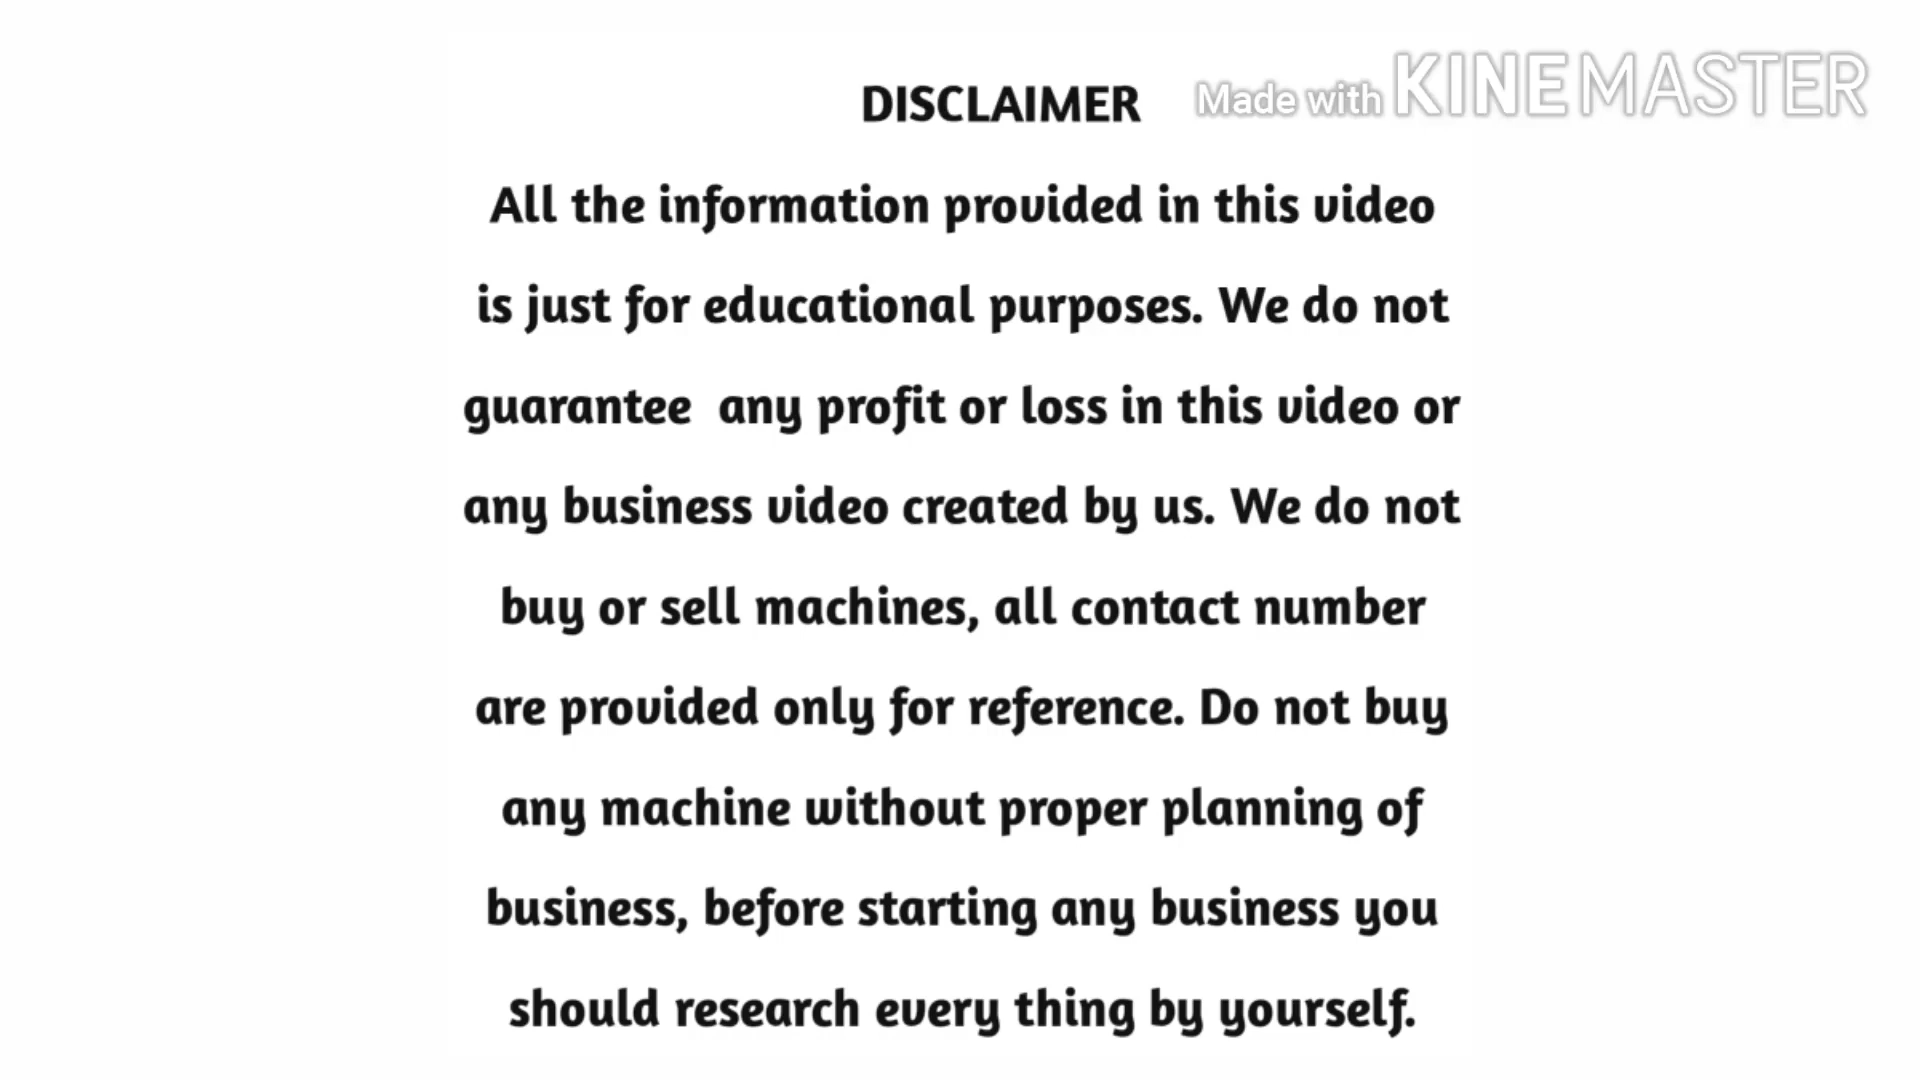 DISCLAIMER
Made with KINEMASTER
All the information provided in this video
is just for educational purposes. We do not
guarantee any profit or loss in this video or
any business video created by us. We do not
buy or sell machines, all contact number
are provided only for reference. Do not buy
any machine without proper planning of
business, before starting any business you
should research every thing by yourself.